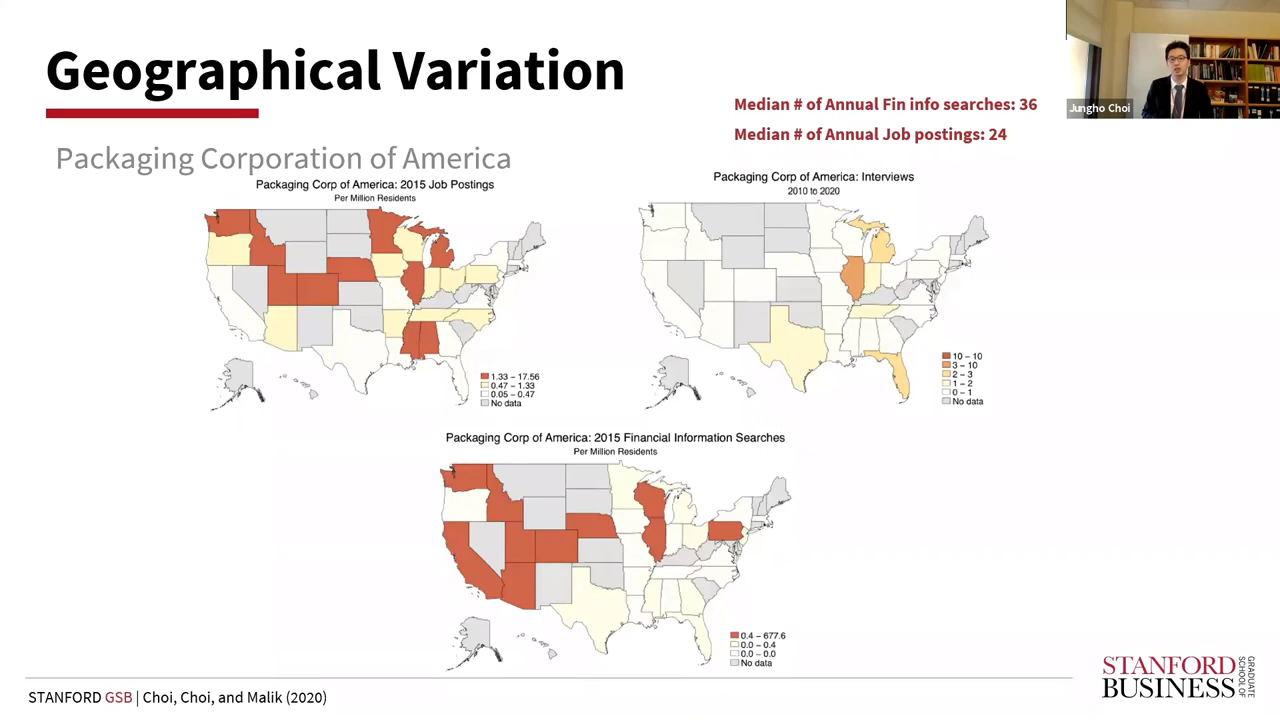 Geographical Variation
Median # of Annual Fin info searches: 36
Median # of Annual Job postings: 24
Jungho Choi
Packaging Corporation of America
Packaging Corp of America: 2015 Job Postings
Per Million Residents
1.33 – 17.56
0.47 – 1.33
0.05 – 0.47
No data
Packaging Corp of America: Interviews
2010 to 2020
10 – 10
3 – 10
2 – 3
1 – 2
0 – 1
No data
Packaging Corp of America: 2015 Financial Information Searches
Per Million Residents
0.4 – 677.6
0.0 – 0.4
0.0 – 0.0
No data
STANFORD GSB | Choi, Choi, and Malik (2020)
STANFORD
BUSINESS
GRADUATE
SCHOOL OF